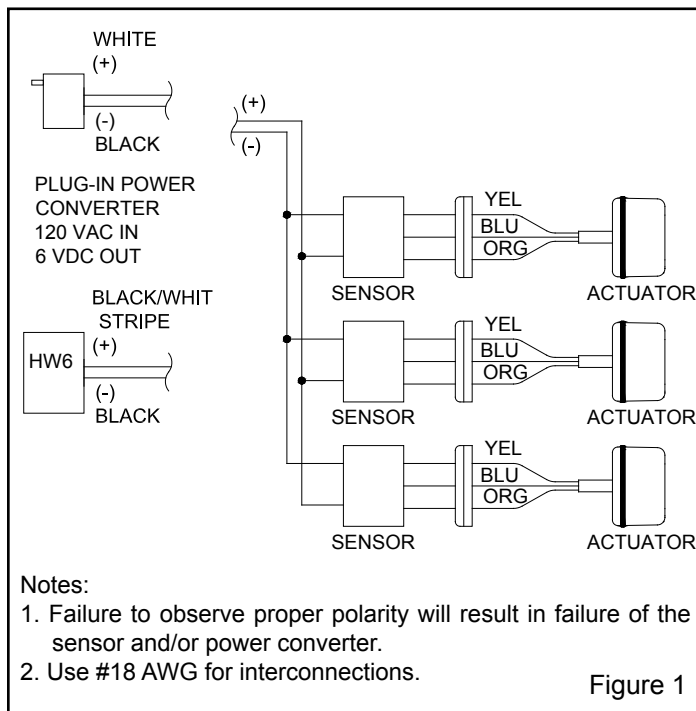 WHITE
(+)
(-)
BLACK
PLUG-IN POWER
CONVERTER
120 VAC IN
6 VDC OUT
BLACK/WHIT
STRIPE
(+)
HW6
(-)
BLACK
(+)
(-)
YEL
BLU
ORG
SENSOR
ACTUATOR
YEL
BLU
ORG
SENSOR
ACTUATOR
YEL
BLU
ORG
SENSOR
ACTUATOR
Notes:
1. Failure to observe proper polarity will result in failure of the
sensor and/or power converter.
2. Use #18 AWG for interconnections.
Figure 1